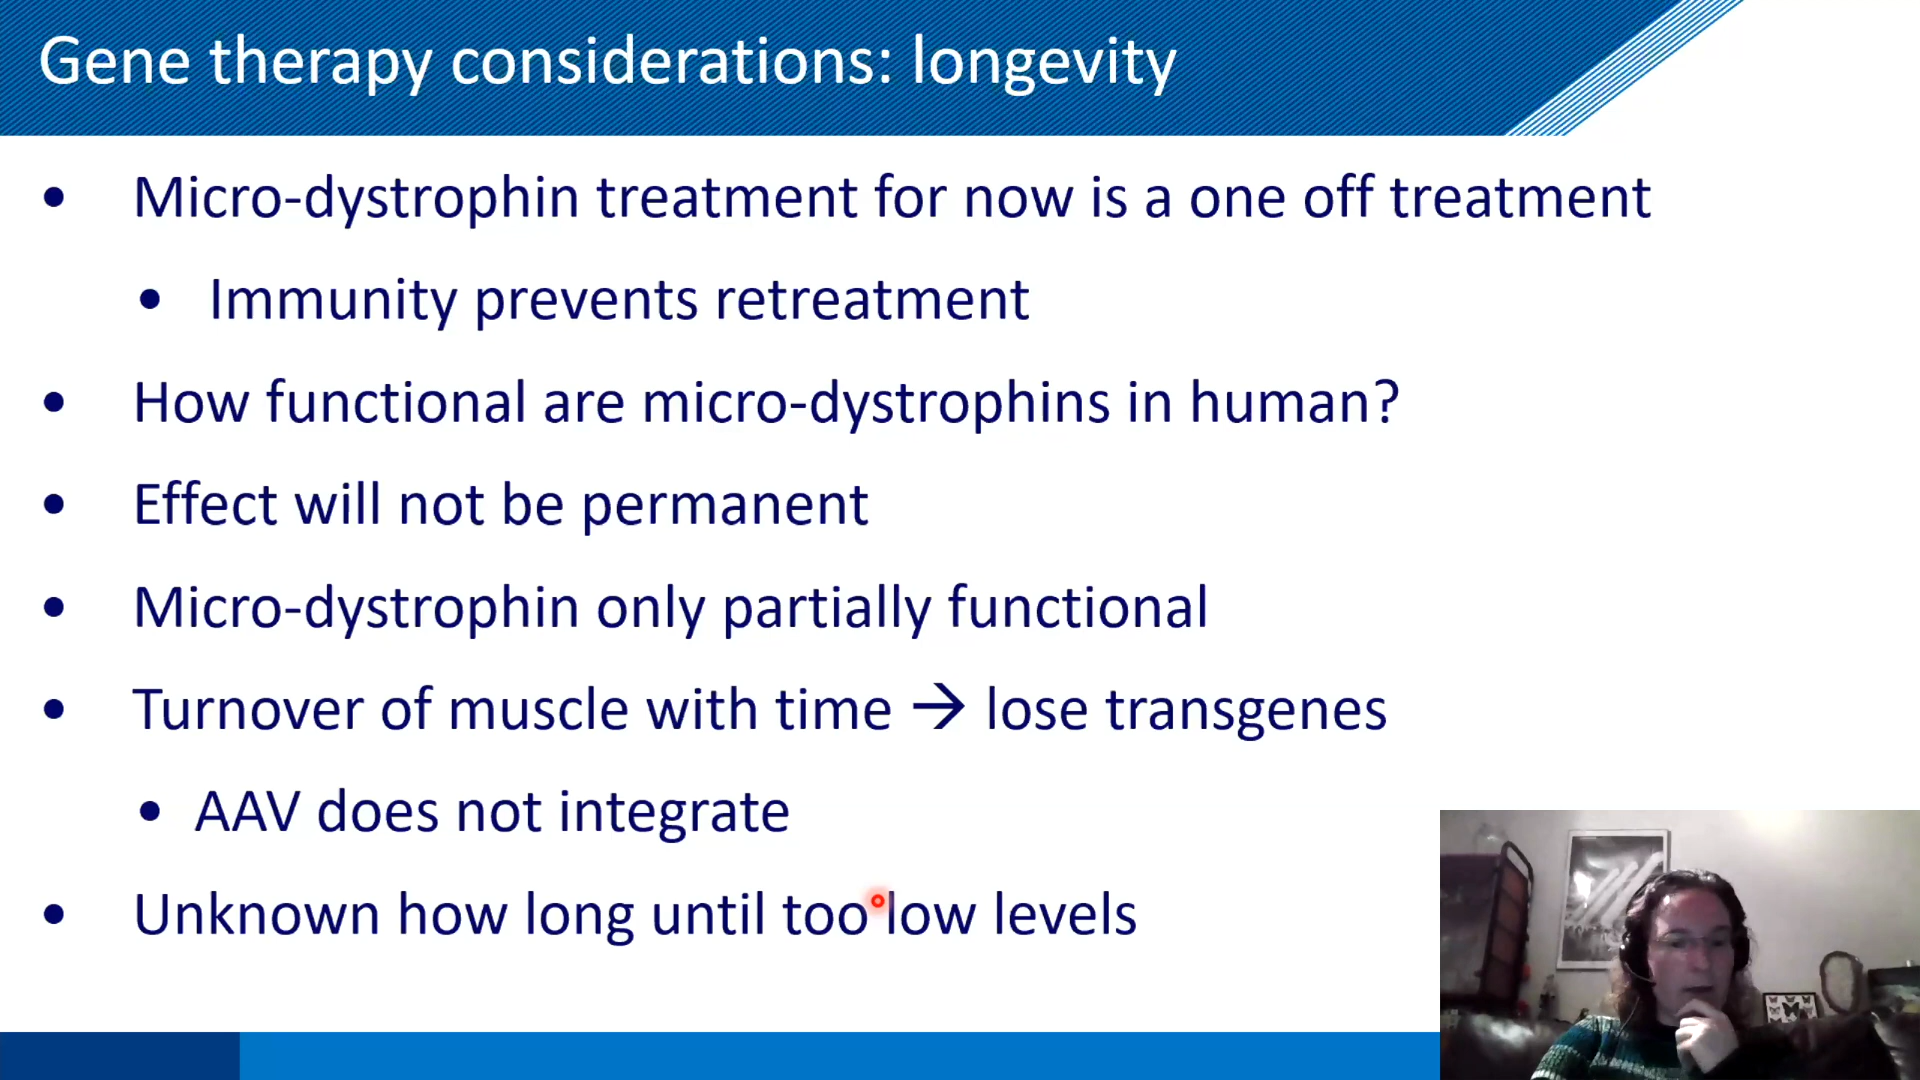 Gene therapy considerations: longevity
• Micro-dystrophin treatment for now is a one off treatment
• Immunity prevents retreatment
• How functional are micro-dystrophins in human?
• Effect will not be permanent
• Micro-dystrophin only partially functional
• Turnover of muscle with time → lose transgenes
• AAV does not integrate
• Unknown how long until too low levels